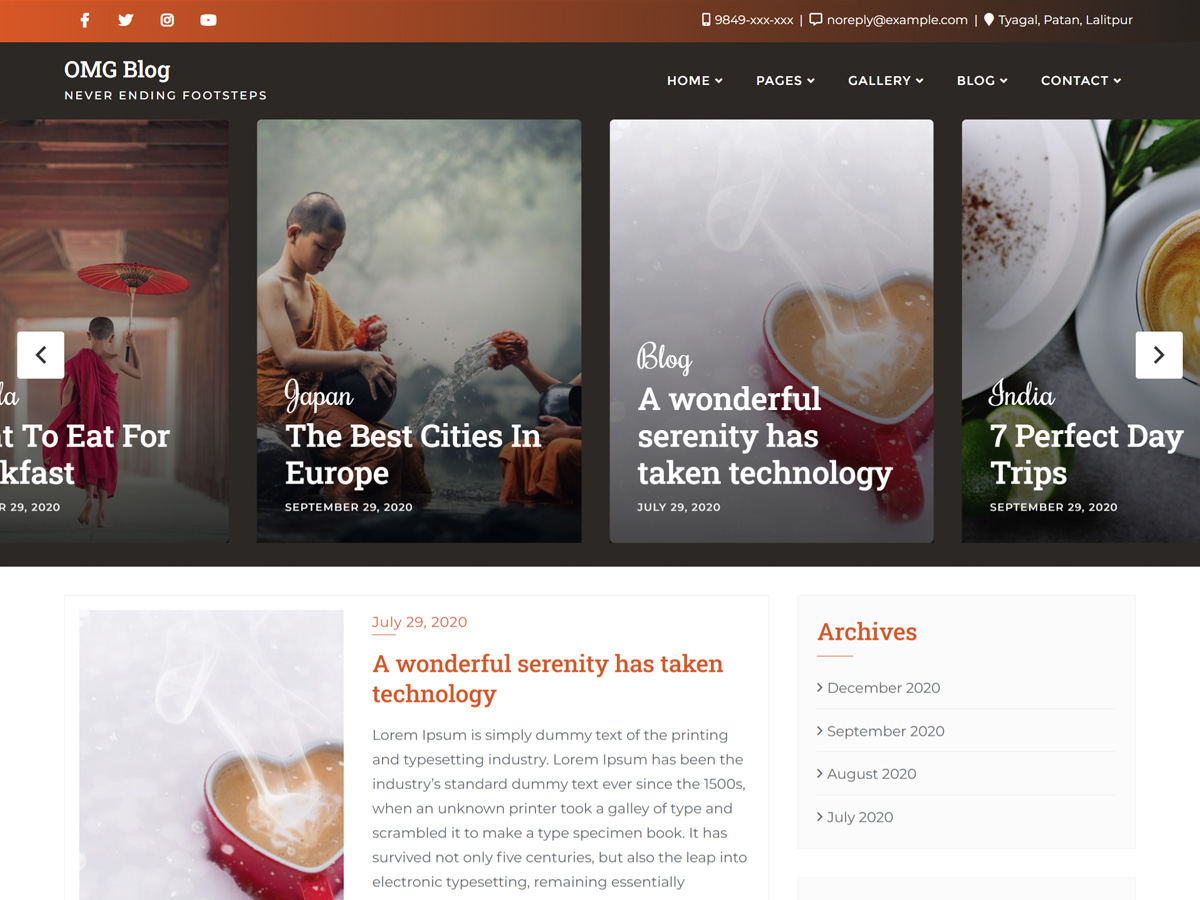 9849-xxx-xxx | noreply@example.com | Tyagal, Patan, Lalitpur
OMG Blog
NEVER ENDING FOOTSTEPS
HOME PAGES GALLERY BLOG CONTACT
To Eat For
29, 2020
Japan
The Best Cities In
Europe
SEPTEMBER 29, 2020
Blog
A wonderful
serenity has
taken technology
JULY 29, 2020
India
7 Perfect Day
Trips
SEPTEMBER 29, 2020
July 29, 2020
A wonderful serenity has taken
technology
Lorem Ipsum is simply dummy text of the printing
and typesetting industry. Lorem Ipsum has been the
industry’s standard dummy text ever since the 1500s,
when an unknown printer took a galley of type and
scrambled it to make a type specimen book. It has
survived not only five centuries, but also the leap into
electronic typesetting, remaining essentially
Archives
December 2020
September 2020
August 2020
July 2020